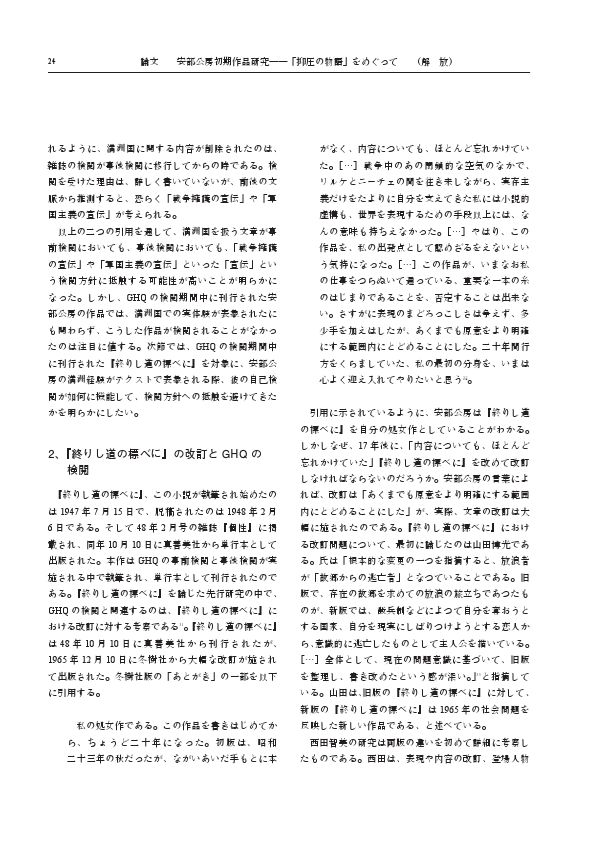 24
論文　　安部公房初期作品研究――「抑圧の物語」をめぐって　　（解　放）
れるように、満洲国に関する内容が削除されたのは、
雑誌の検閲が事後検閲に移行してからの時である。検
閲を受けた理由は、詳しく書いていないが、前後の文
脈から推測すると、恐らく「戦争擁護の宣伝」や「軍
国主義の宣伝」が考えられる。
　以上の二つの引用を通して、満洲国を扱う文章が事
前検閲においても、事後検閲においても、「戦争擁護
の宣伝」や「軍国主義の宣伝」といった「宣伝」とい
う検閲方針に抵触する可能性が高いことが明らかに
なった。しかし、GHQ の検閲期間中に刊行された安
部公房の作品では、満洲国での実体験が表象されたに
も関わらず、こうした作品が検閲されることがなかっ
たのは注目に値する。次節では、GHQ の検閲期間中
に刊行された『終りし道の標べに』を対象に、安部公
房の満洲経験がテクストで表象される際、彼の自己検
閲が如何に機能して、検閲方針への抵触を避けてきた
かを明らかにしたい。
2、『終りし道の標べに』の改訂と GHQ の
検閲
　『終りし道の標べに』、この小説が執筆され始めたの
は 1947 年 7 月 15 日で、脱稿されたのは 1948 年 2 月
6 日である。そして 48 年 2 月号の雑誌『個性』に掲
載され、同年 10 月 10 日に真善美社から単行本として
出版された。本作は GHQ の事前検閲と事後検閲が実
施される中で執筆され、単行本として刊行されたので
ある。『終りし道の標べに』を論じた先行研究の中で、
GHQ の検閲と関連するのは、『終りし道の標べに』に
おける改訂に対する考察である。『終りし道の標べに』
は 48 年 10 月 10 日に真善美社から刊行されたが、
1965 年 12 月 10 日に冬樹社から大幅な改訂が施され
て出版された。冬樹社版の「あとがき」の一部を以下
に引用する。
　私の処女作である。この作品を書きはじめてか
ら、ちょうど二十年になった。初版は、昭和
二十三年の秋だったが、ながいあいだ手もとに本
がなく、内容についても、ほとんど忘れかけてい
た。［…］戦争中のあの閉鎖的な空気のなかで、
リルケとニーチェの間を往き来しながら、実存主
義だけをたよりに自分を支えてきた私には小説的
虚構も、世界を表現するための手段以上には、な
んの意味も持ちえなかった。［…］やはり、この
作品を、私の出発点として認めざるをえないとい
う気持になった。［…］この作品が、いまなお私
の仕事をつらぬいて通っている、重要な一本の糸
のはじまりであることを、否定することは出来な
い。さすがに表現のまどろっこしさは争えず、多
少手を加えはしたが、あくまでも原意をより明確
にする範囲内にとどめることにした。二十年間行
方をくらましていた、私の最初の分身を、いまは
心よく迎え入れてやりたいと思う。
　引用に示されているように、安部公房は『終りし道
の標べに』を自分の処女作としていることがわかる。
しかしなぜ、17 年後に、「内容についても、ほとんど
忘れかけていた」『終りし道の標べに』を改めて改訂
しなければならないのだろうか。安部公房の言葉によ
れば、改訂は「あくまでも原意をより明確にする範囲
内にとどめることにした」が、実際、文章の改訂は大
幅に施されたのである。『終りし道の標べに』におけ
る改訂問題について、最初に論じたのは山田博光であ
る。氏は「根本的な変更の一つを指摘すると、放浪者
が「故郷からの逃亡者」となつていることである。旧
版で、存在の故郷を求めての放浪の旅立ちであつたも
のが、新版では、徴兵制などによつて自分を奪おうと
する国家、自分を現実にしばりつけようとする恋人か
ら、意識的に逃亡したものとして主人公を描いている。
［…］全体として、現在の問題意識に基づいて、旧版
を整理し、書き改めたという感が深い。」と指摘して
いる。山田は、旧版の『終りし道の標べに』に対して、
新版の『終りし道の標べに』は 1965 年の社会問題を
反映した新しい作品である、と述べている。
　西田智美の研究は両版の違いを初めて詳細に考察し
たものである。西田は、表現や内容の改訂、登場人物